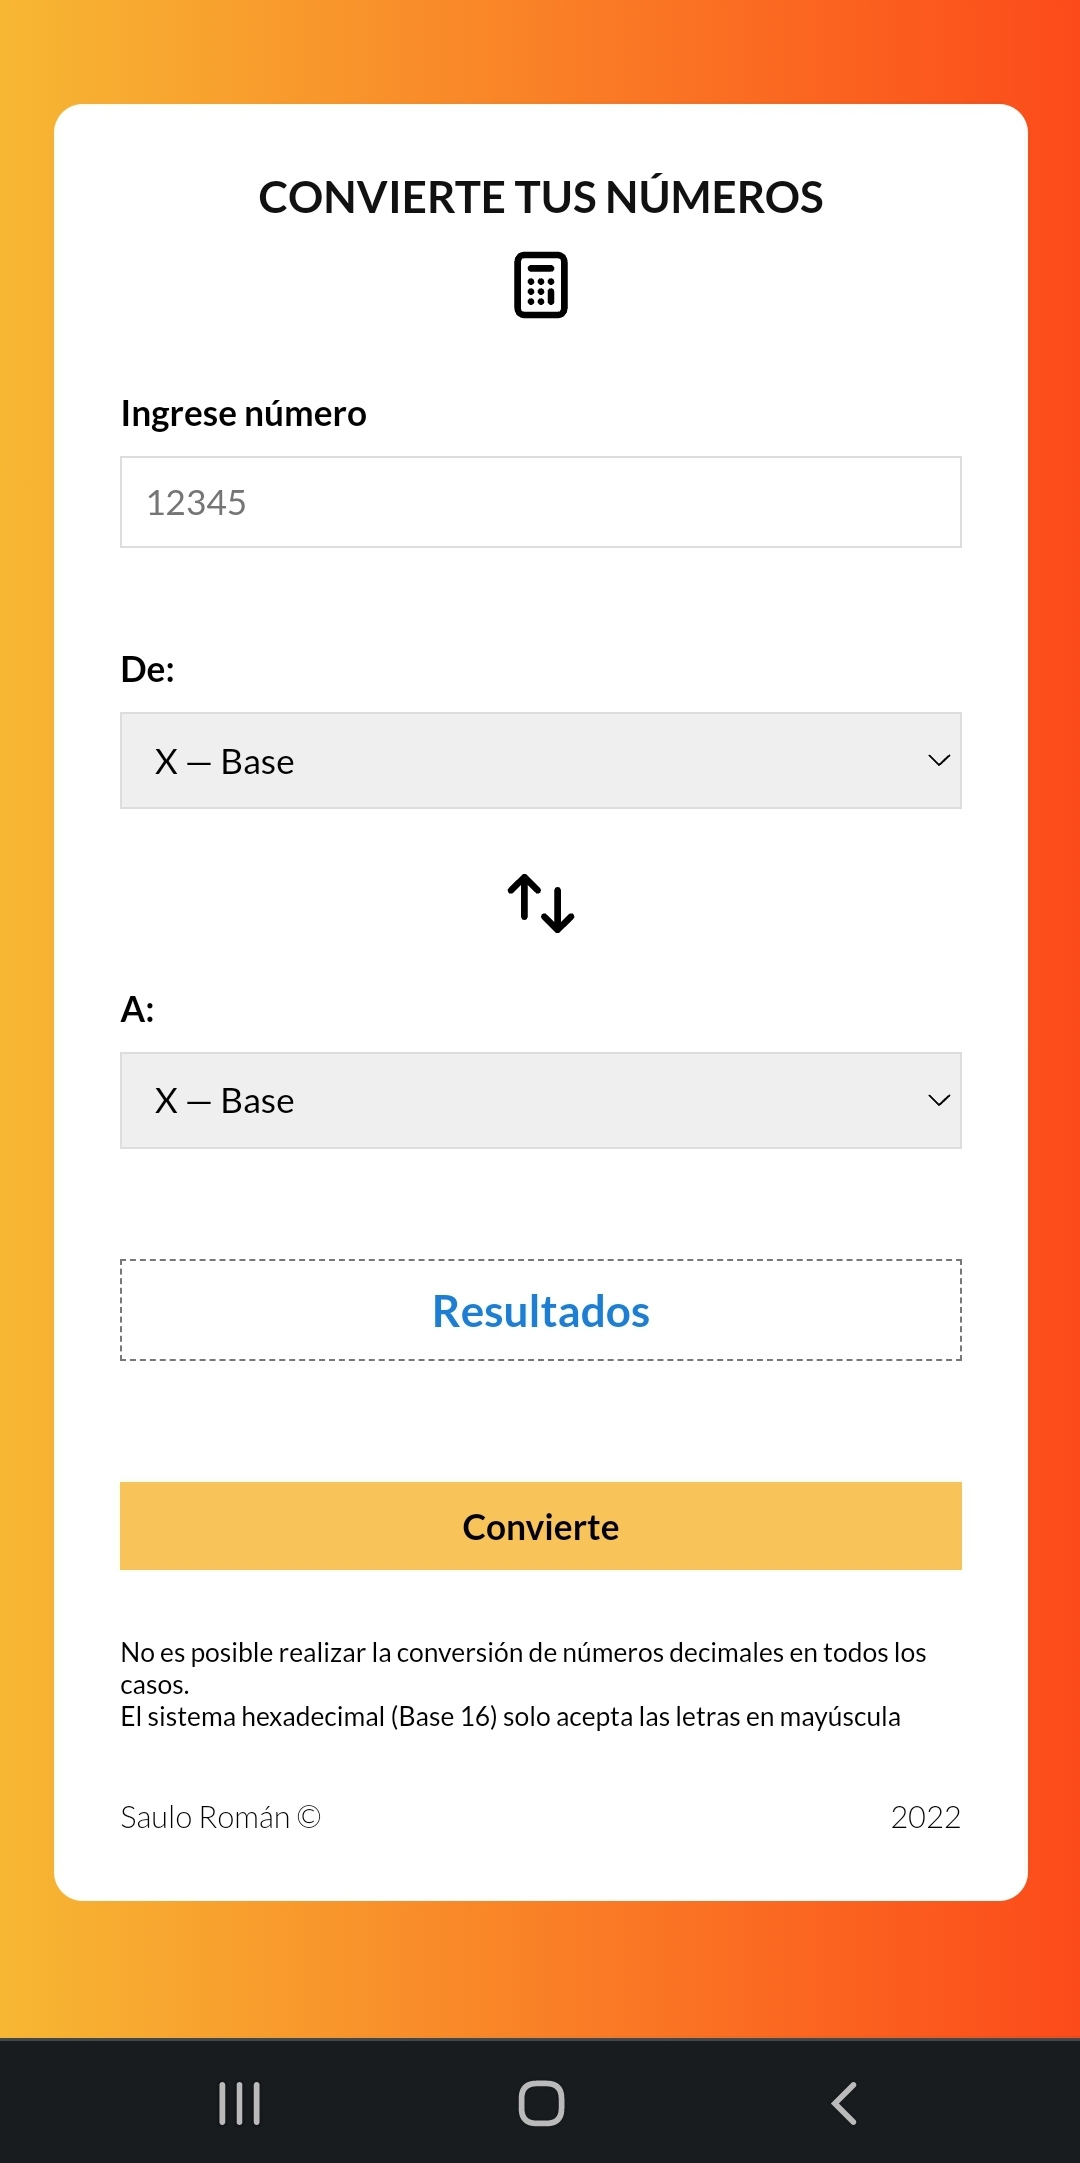 CONVIERTE TUS NÚMEROS
Ingrese número
12345
De:
X — Base
A:
X — Base
Resultados
Convierte
No es posible realizar la conversión de números decimales en todos los
casos.
El sistema hexadecimal (Base 16) solo acepta las letras en mayúscula
Saulo Román © 2022